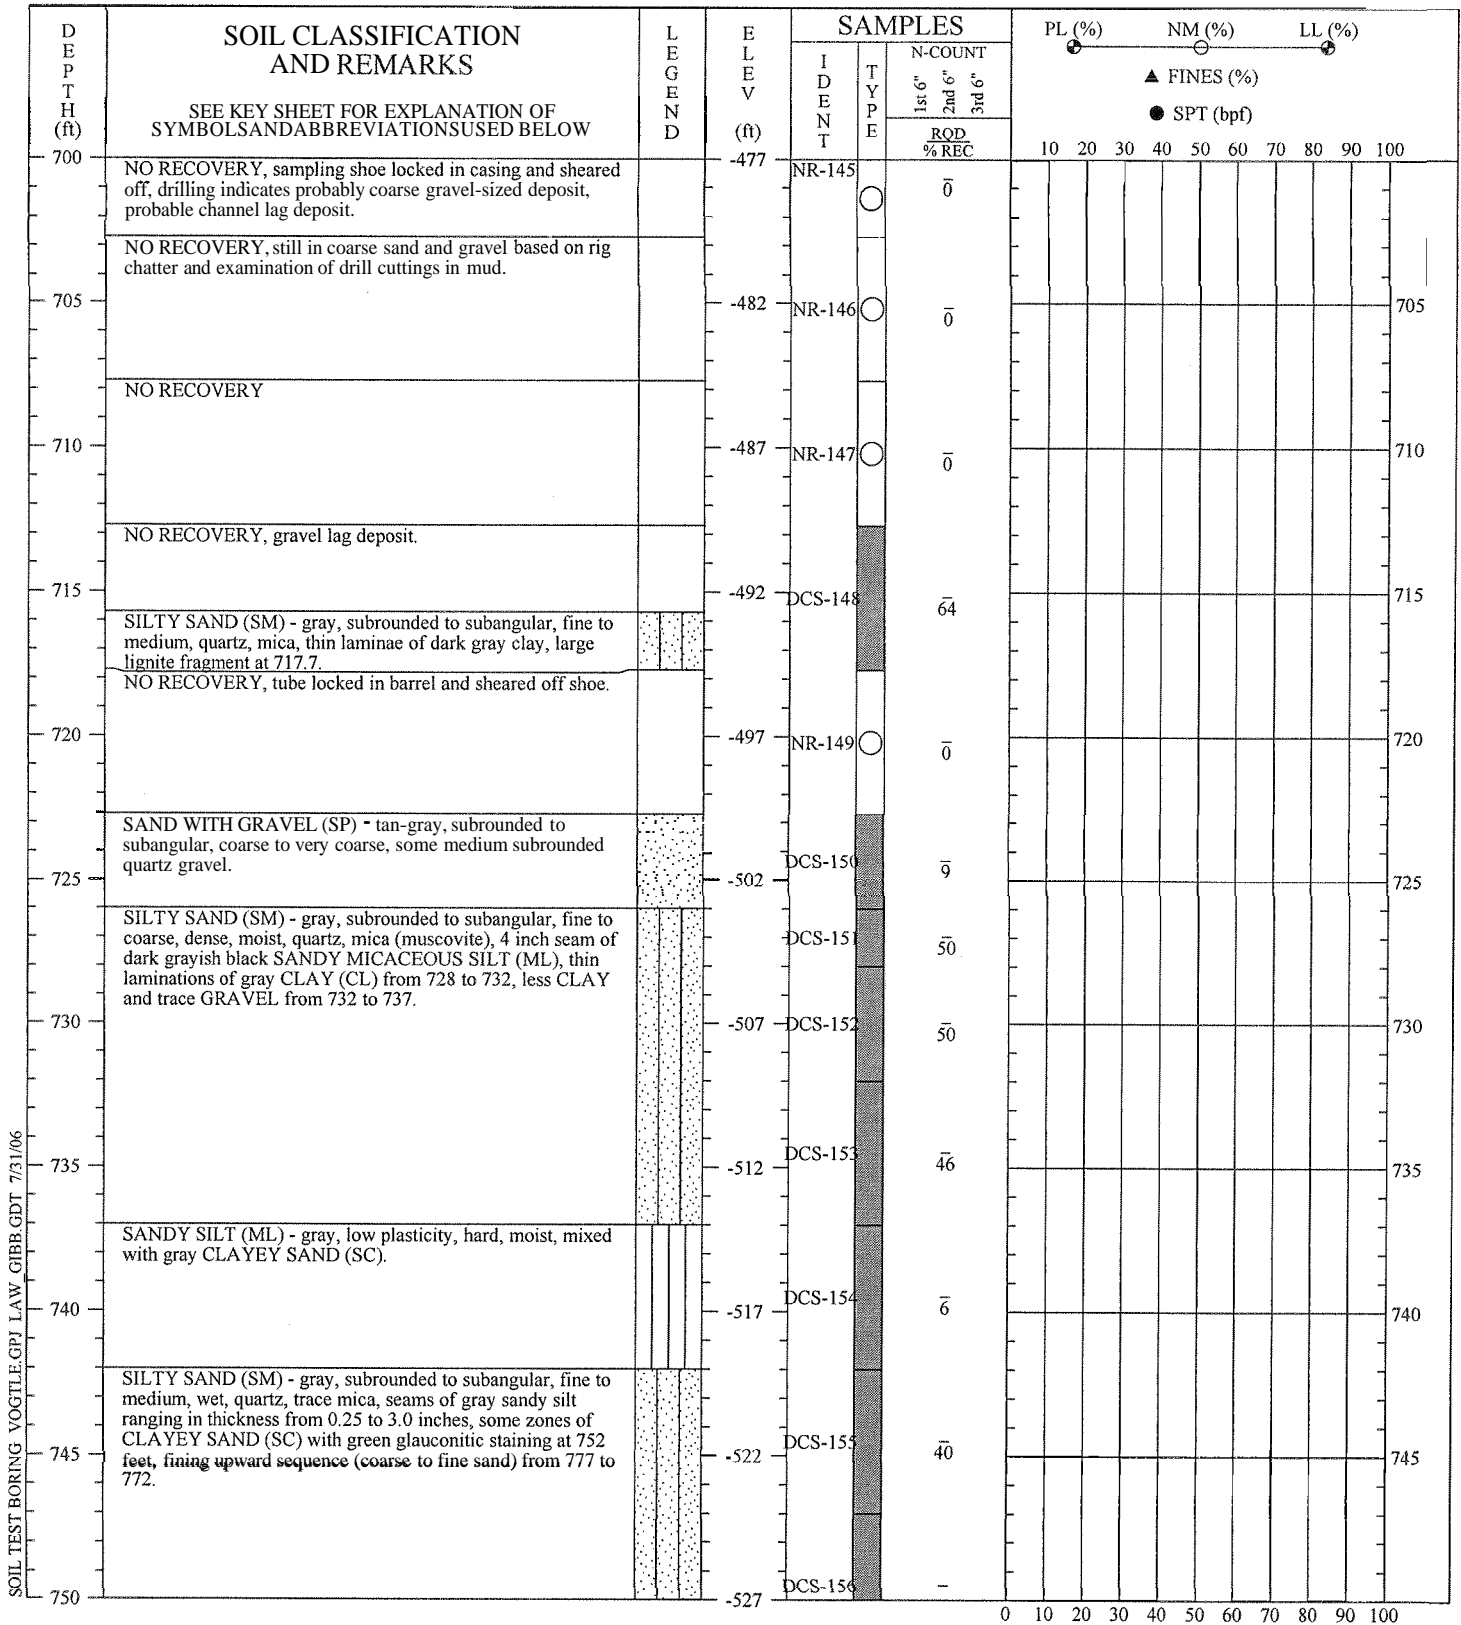 DEPTH (ft)
SOIL CLASSIFICATION
AND REMARKS
SEE KEY SHEET FOR EXPLANATION OF
SYMBOLSANDABBREVIATIONSUSED BELOW
LEGEND
ELEV (ft)
SAMPLES
IDENT
TYPE
N-COUNT
1st 6"
2nd 6"
3rd 6"
RQD
% REC
PL (%) NM (%) LL (%)
▲ FINES (%)
● SPT (bpf)
10 20 30 40 50 60 70 80 90 100
700
NO RECOVERY, sampling shoe locked in casing and sheared
off, drilling indicates probably coarse gravel-sized deposit,
probable channel lag deposit.
-477
NR-145
0
NO RECOVERY, still in coarse sand and gravel based on rig
chatter and examination of drill cuttings in mud.
705
-482
NR-146
0
705
NO RECOVERY
710
-487
NR-147
0
710
NO RECOVERY, gravel lag deposit.
715
-492
DCS-148
64
715
SILTY SAND (SM) - gray, subrounded to subangular, fine to
medium, quartz, mica, thin laminae of dark gray clay, large
lignite fragment at 717.7.
NO RECOVERY, tube locked in barrel and sheared off shoe.
720
-497
NR-149
0
720
SAND WITH GRAVEL (SP) - tan-gray, subrounded to
subangular, coarse to very coarse, some medium subrounded
quartz gravel.
DCS-150
9
725
-502
725
SILTY SAND (SM) - gray, subrounded to subangular, fine to
coarse, dense, moist, quartz, mica (muscovite), 4 inch seam of
dark grayish black SANDY MICACEOUS SILT (ML), thin
laminations of gray CLAY (CL) from 728 to 732, less CLAY
and trace GRAVEL from 732 to 737.
DCS-151
50
730
-507
DCS-152
50
730
735
-512
DCS-153
46
735
SANDY SILT (ML) - gray, low plasticity, hard, moist, mixed
with gray CLAYEY SAND (SC).
740
-517
DCS-154
6
740
SILTY SAND (SM) - gray, subrounded to subangular, fine to
medium, wet, quartz, trace mica, seams of gray sandy silt
ranging in thickness from 0.25 to 3.0 inches, some zones of
CLAYEY SAND (SC) with green glauconitic staining at 752
feet, fining upward sequence (coarse to fine sand) from 777 to
772.
745
-522
DCS-155
40
745
750
-527
DCS-156
0 10 20 30 40 50 60 70 80 90 100
SOIL TEST BORING VOGTLE.GPJ LAW_GIBB.GDT 7/31/06